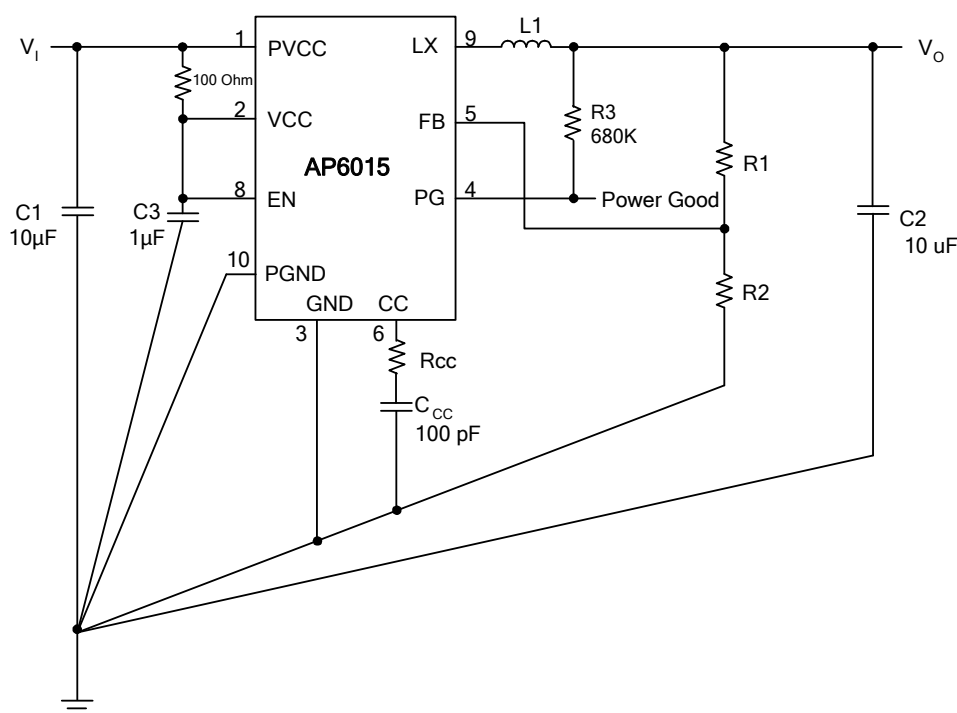 V_I
1
PVCC
LX
9
L1
V_O
100 Ohm
2
VCC
FB
5
R3
680K
R1
AP6015
8
EN
PG
4
Power Good
C1
10µF
C3
1µF
C2
10 uF
10
PGND
R2
GND
CC
3
6
Rcc
C_CC
100 pF